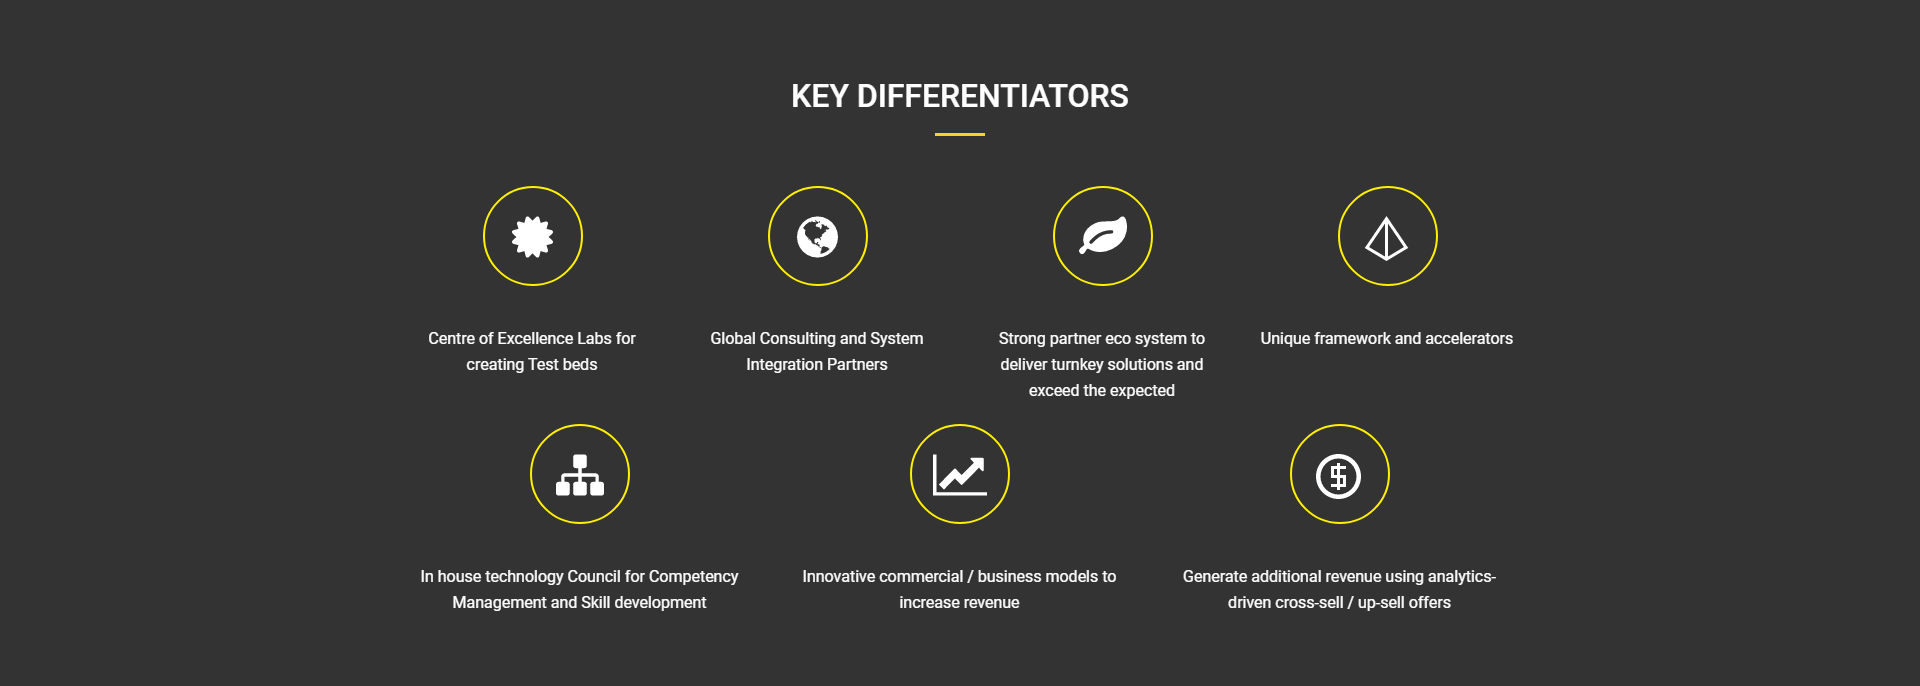 KEY DIFFERENTIATORS
Centre of Excellence Labs for
creating Test beds
Global Consulting and System
Integration Partners
Strong partner eco system to
deliver turnkey solutions and
exceed the expected
Unique framework and accelerators
In house technology Council for Competency
Management and Skill development
Innovative commercial / business models to
increase revenue
Generate additional revenue using analytics-
driven cross-sell / up-sell offers